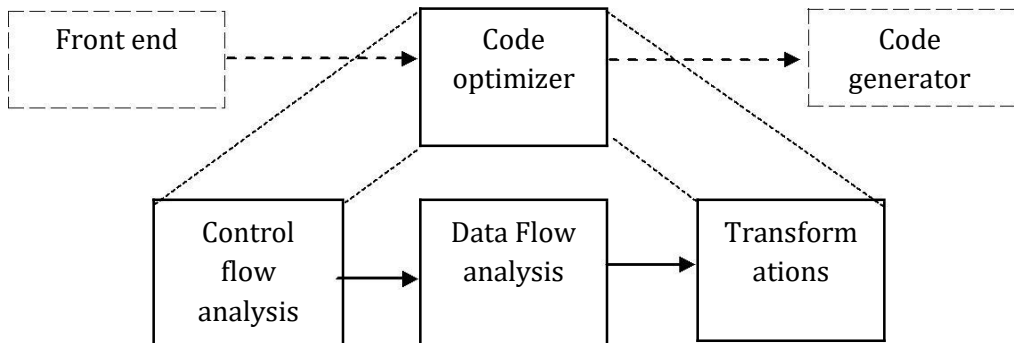 Front end
Code
optimizer
Code
generator
Control
flow
analysis
Data Flow
analysis
Transform
ations